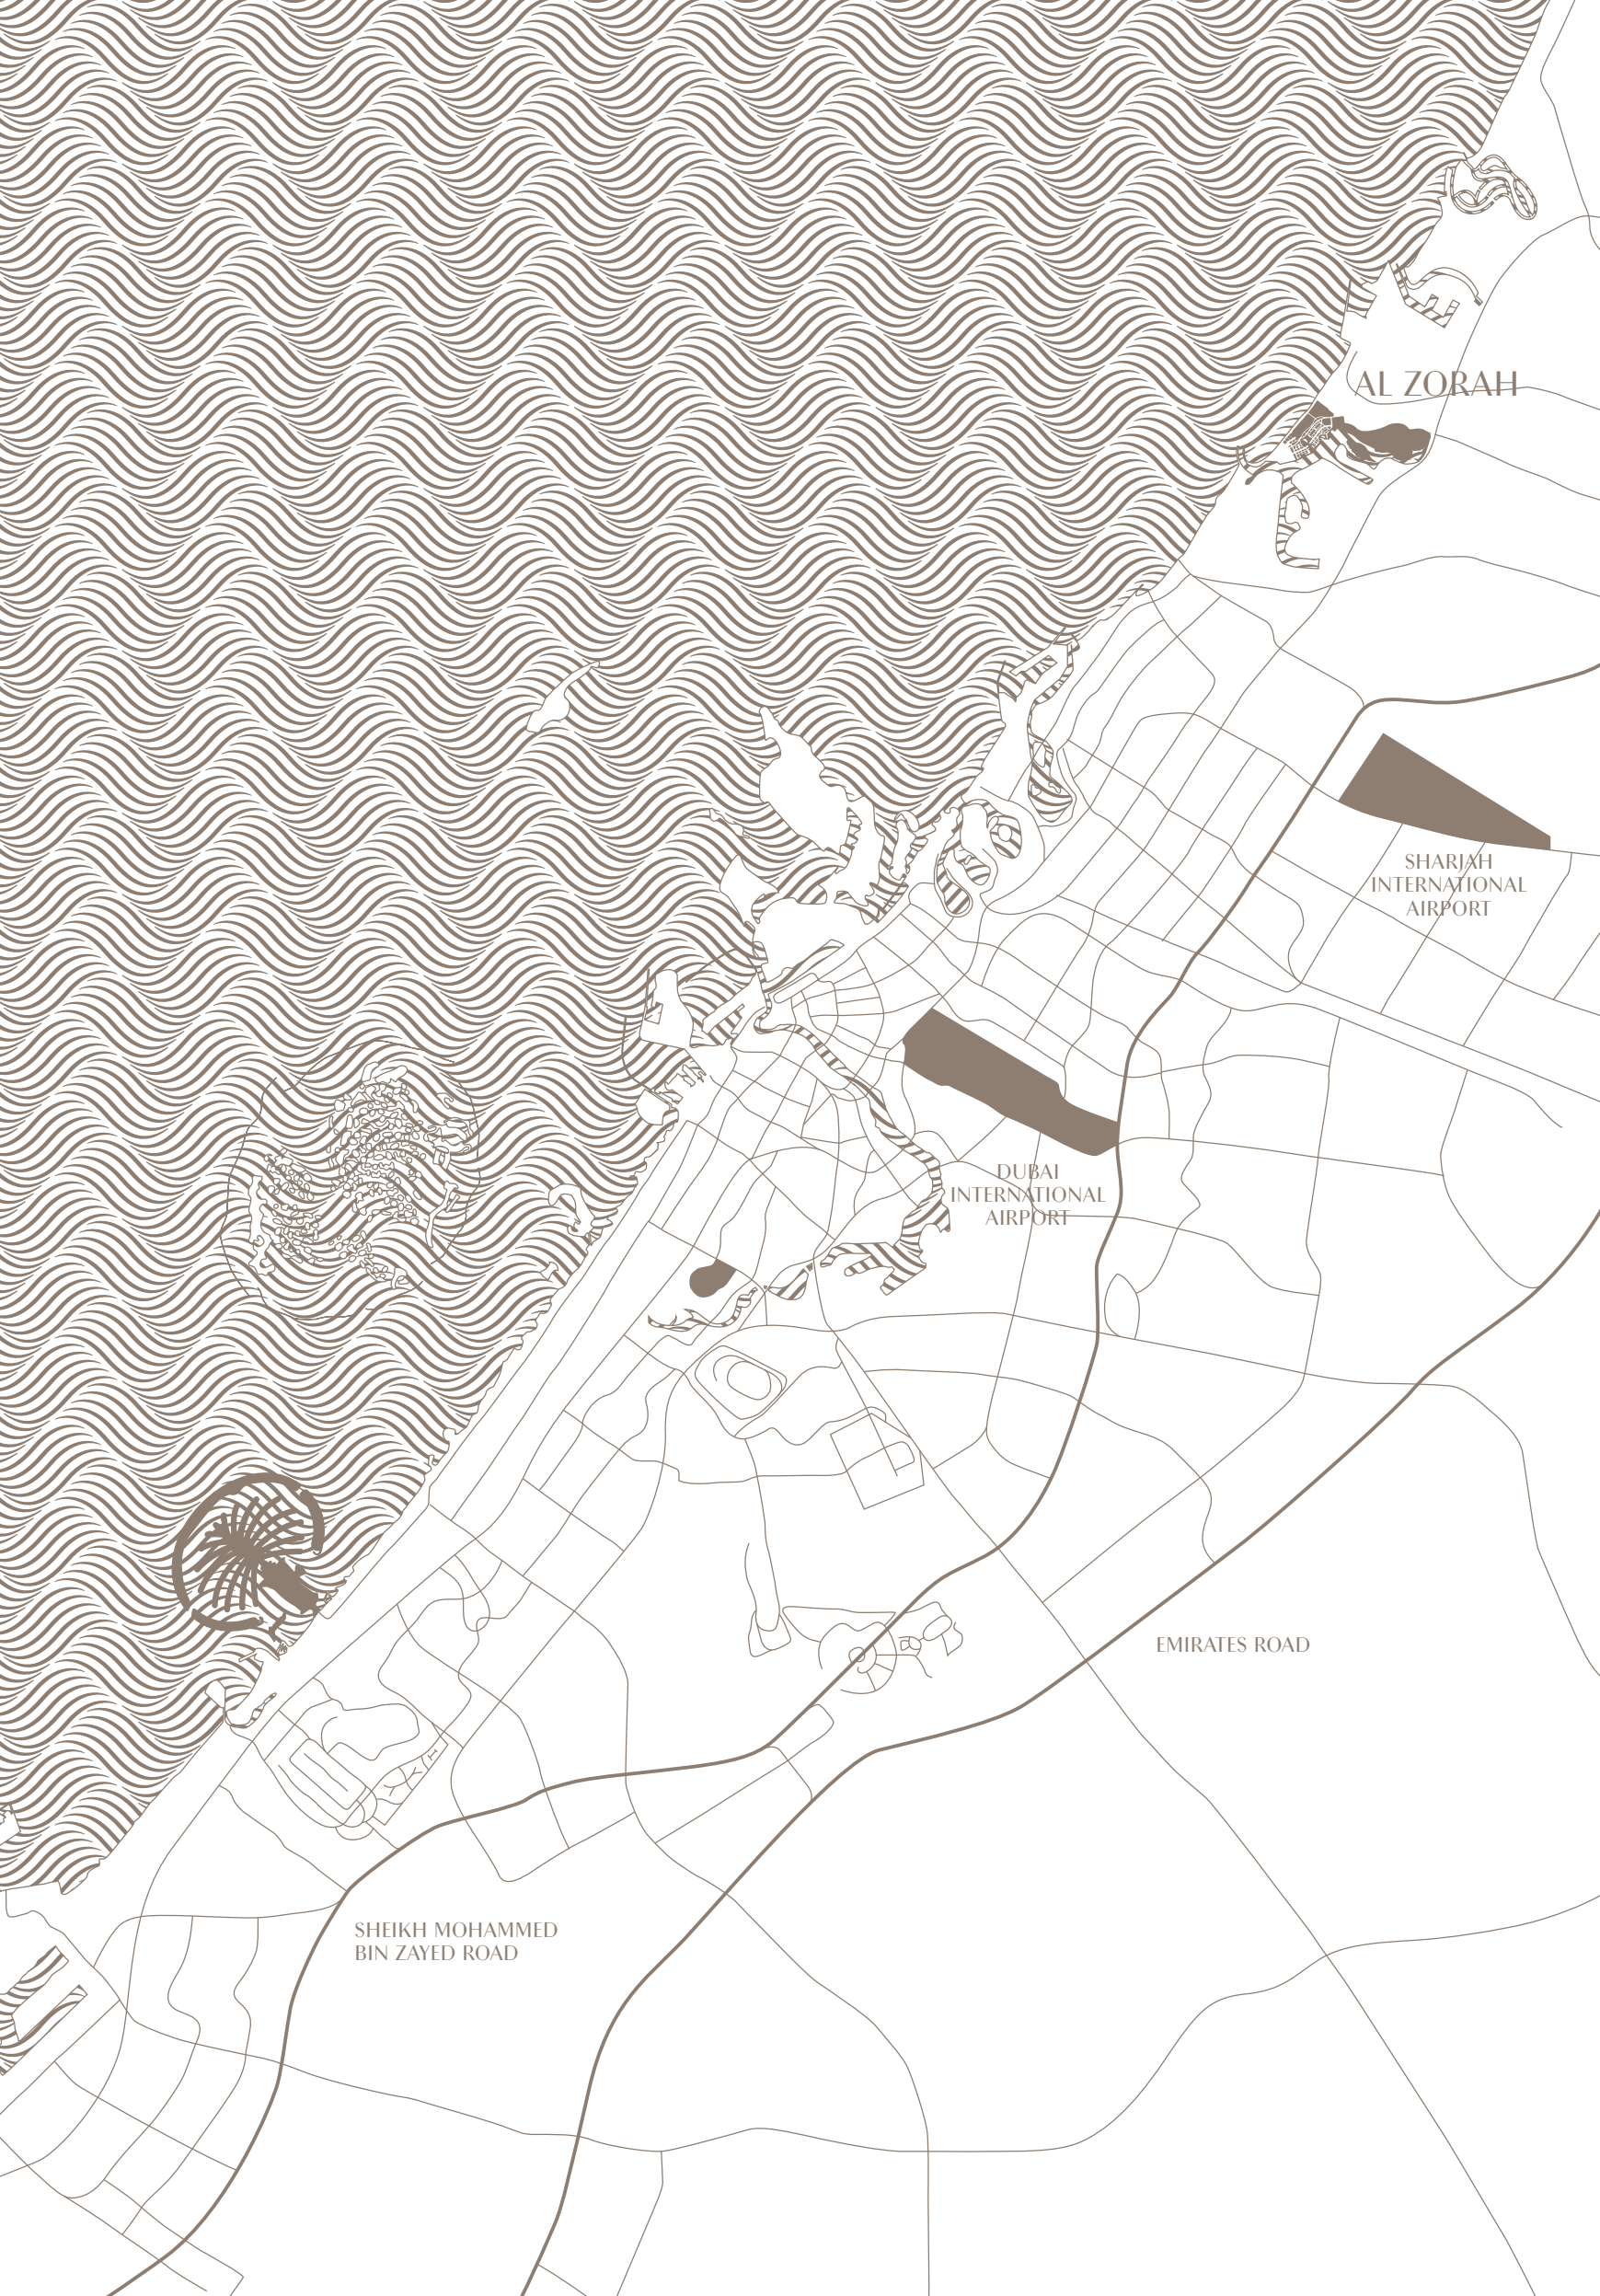 AL ZORAH
SHARJAH
INTERNATIONAL
AIRPORT
DUBAI
INTERNATIONAL
AIRPORT
EMIRATES ROAD
SHEIKH MOHAMMED
BIN ZAYED ROAD